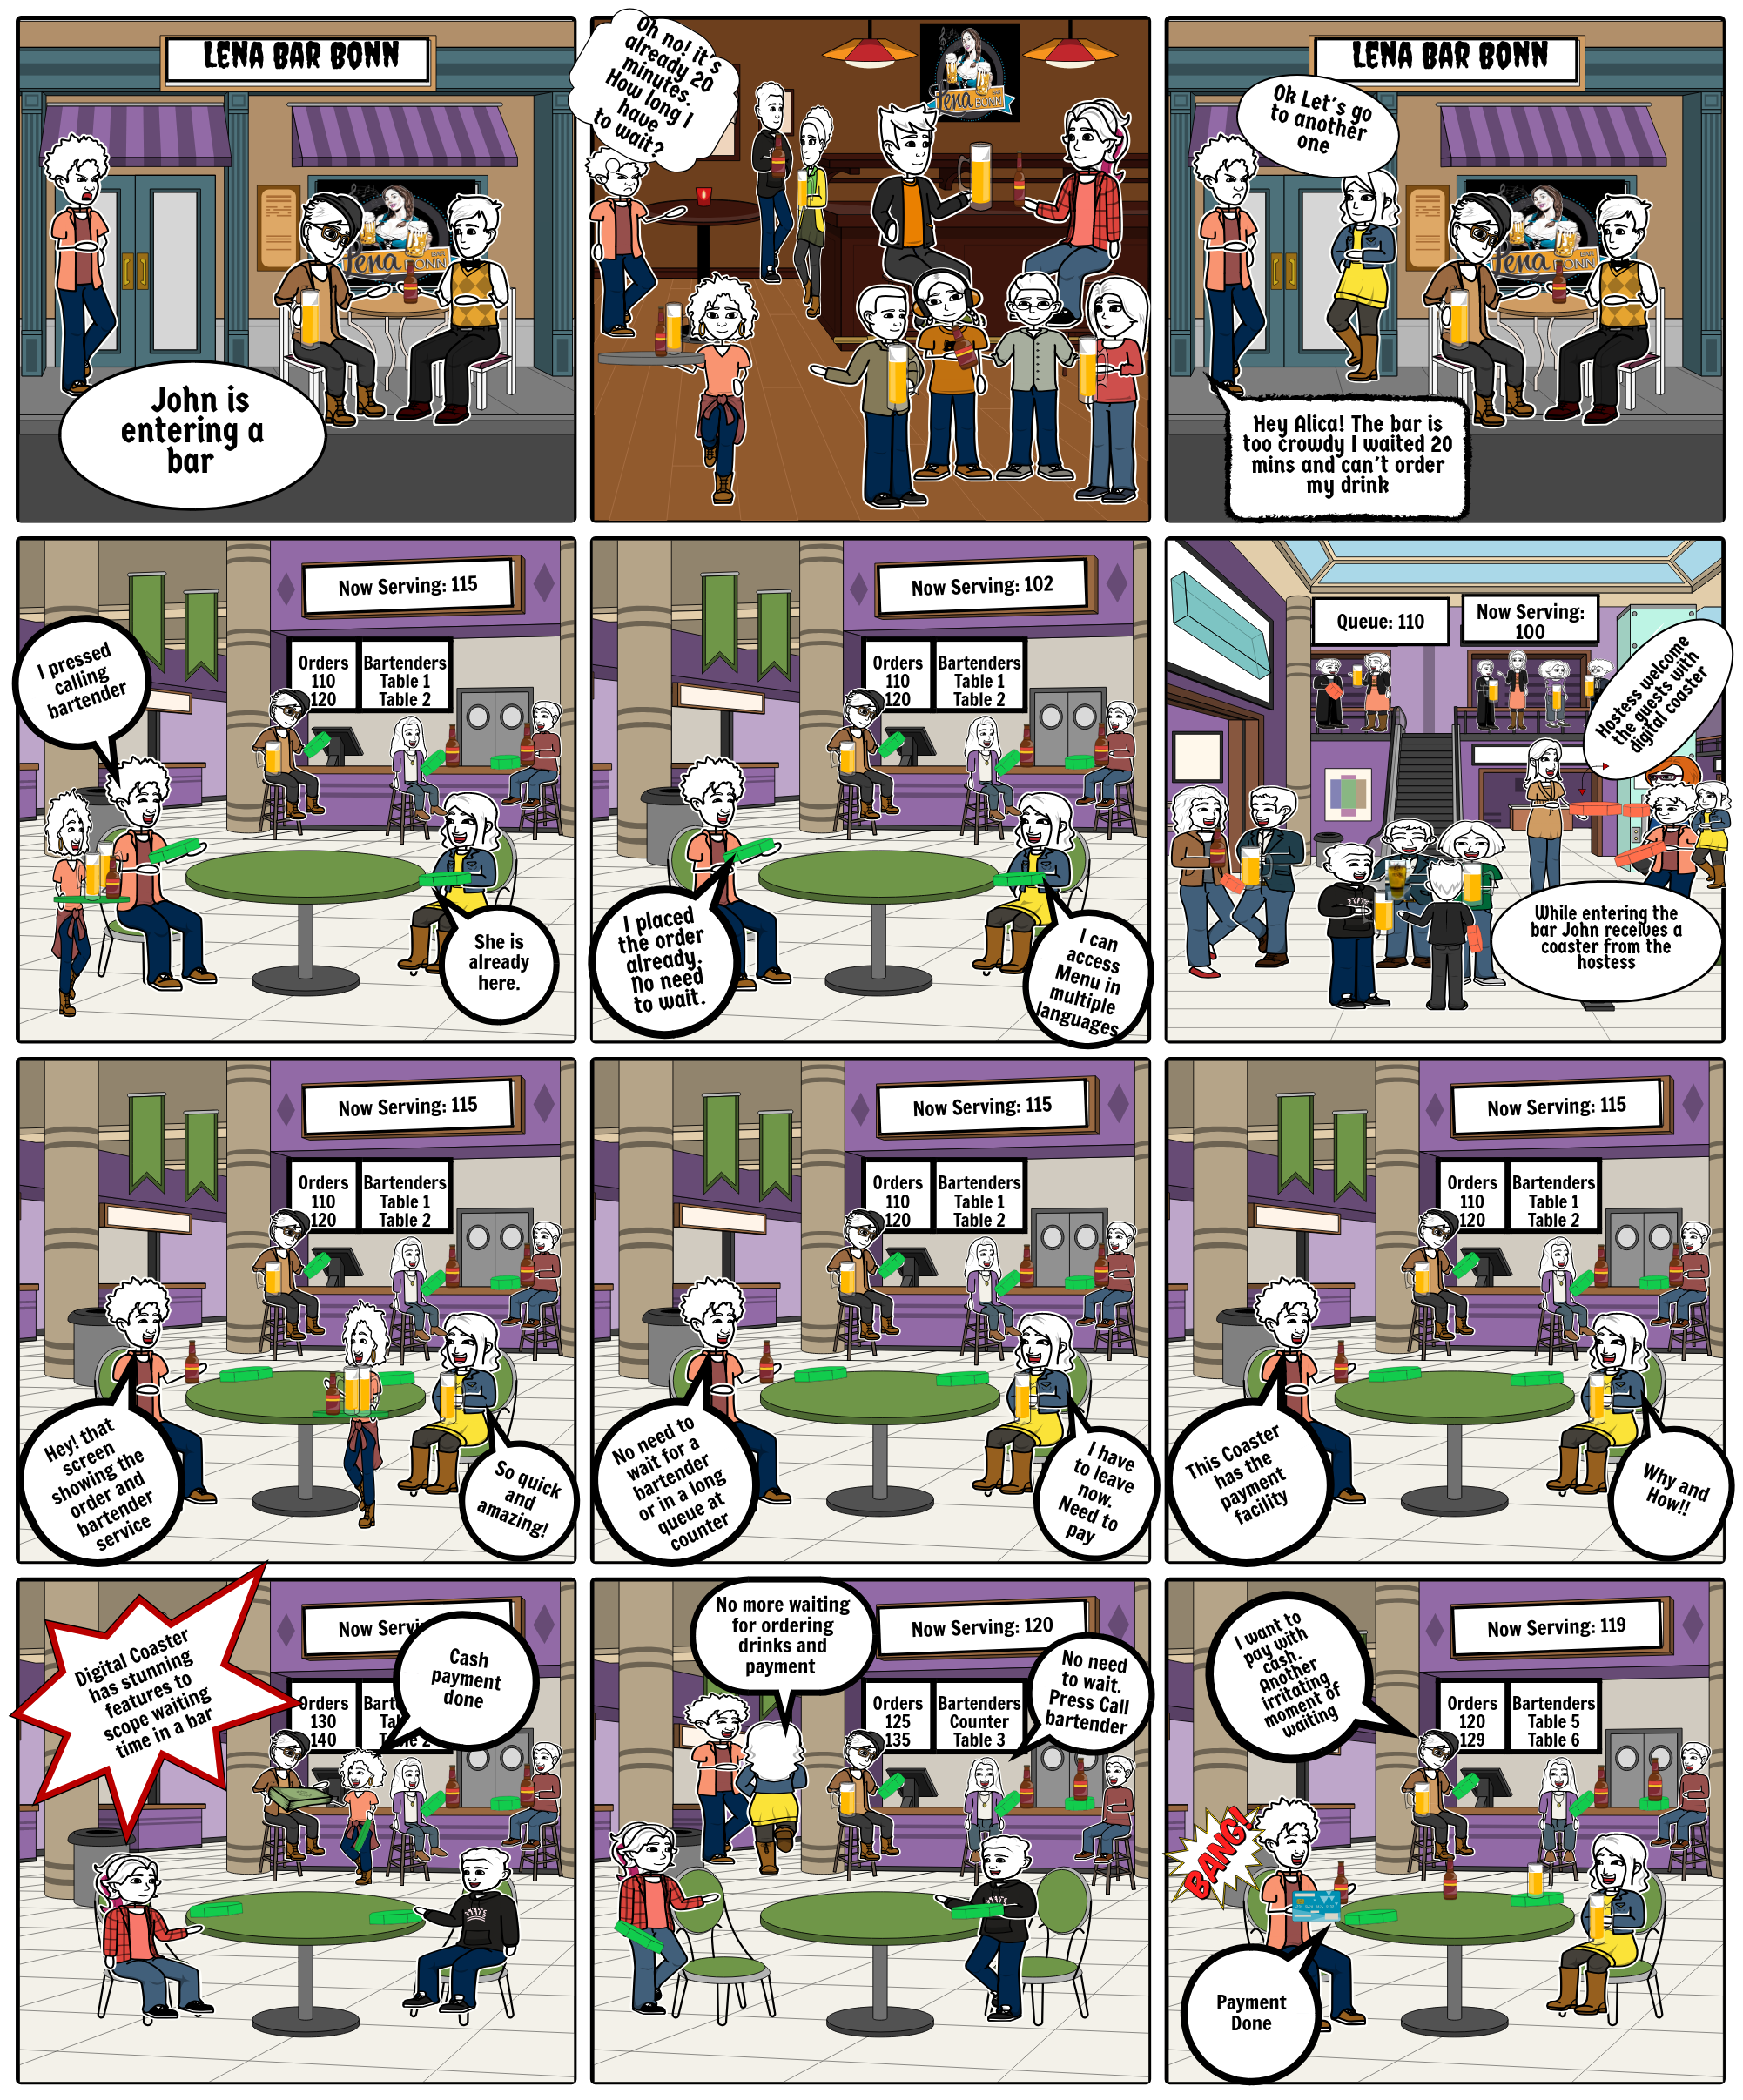 LENA BAR BONN
Lena BAR
BONN
John is
entering a
bar
Oh no! it's
already 20
minutes.
How long I
have
to wait?
Lena BAR
BONN
LENA BAR BONN
Ok Let's go
to another
one
Lena BAR
BONN
Hey Alica! The bar is
too crowdy I waited 20
mins and can't order
my drink
Now Serving: 115
Orders
110
120
Bartenders
Table 1
Table 2
I pressed
calling
bartender
She is
already
here.
Now Serving: 102
Orders
110
120
Bartenders
Table 1
Table 2
I placed
the order
already.
No need
to wait.
I can
access
Menu in
multiple
languages
Queue: 110
Now Serving:
100
Hostess welcome
the guests with
digital coaster
While entering the
bar John receives a
coaster from the
hostess
Now Serving: 115
Orders
110
120
Bartenders
Table 1
Table 2
Hey! that
screen
showing the
order and
bartender
service
So quick
and
amazing!
Now Serving: 115
Orders
110
120
Bartenders
Table 1
Table 2
No need to
wait for a
bartender
or in a long
queue at
counter
I have
to leave
now.
Need to
pay
Now Serving: 115
Orders
110
120
Bartenders
Table 1
Table 2
This Coaster
has the
payment
facility
Why and
How!!
Digital Coaster
has stunning
features to
scope waiting
time in a bar
Now
Orders
130
140
Cash
payment
done
No more waiting
for ordering
drinks and
payment
Now Serving: 120
Orders
125
135
Bartenders
Counter
Table 3
No need
to wait.
Press Call
bartender
I want to
pay with
cash.
Another
irritating
moment of
waiting
Now Serving: 119
Orders
120
129
Bartenders
Table 5
Table 6
BANG!
Payment
Done